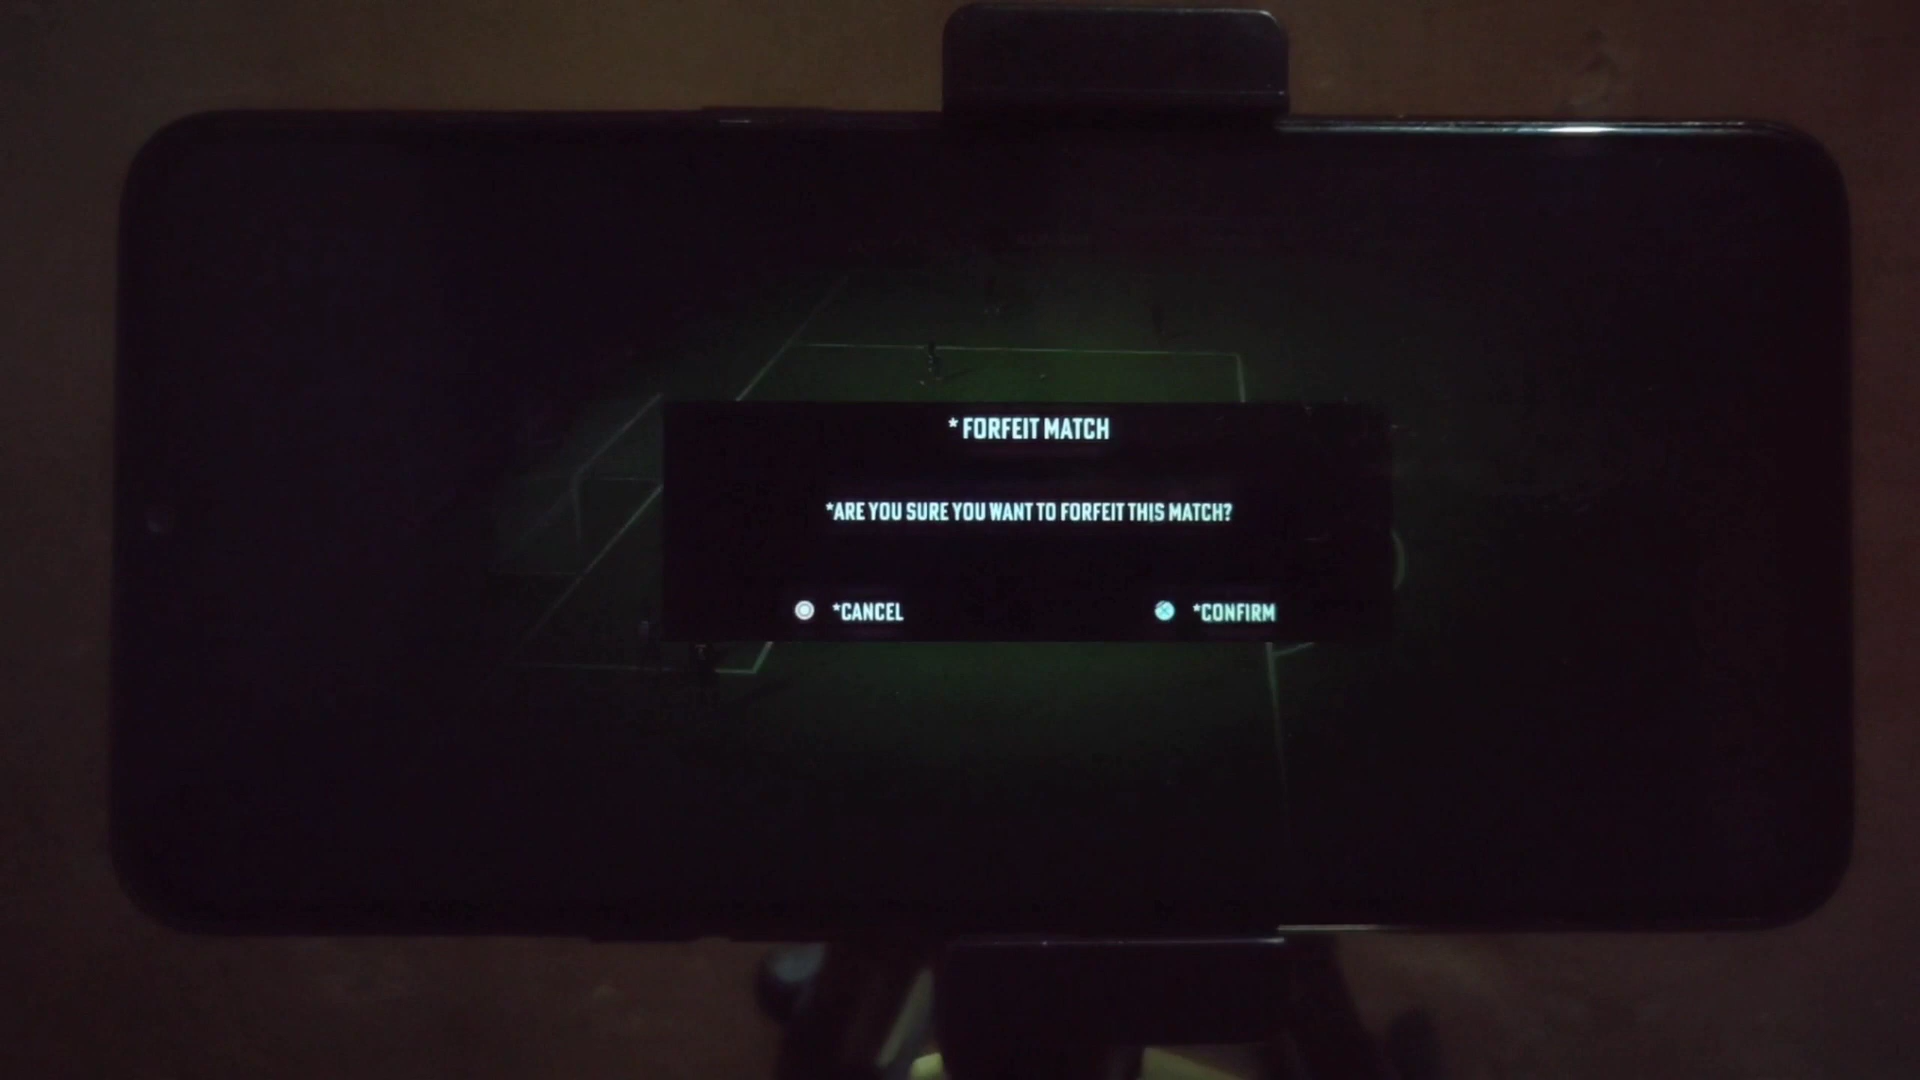 * FORFEIT MATCH
*ARE YOU SURE YOU WANT TO FORFEIT THIS MATCH?
*CANCEL
*CONFIRM